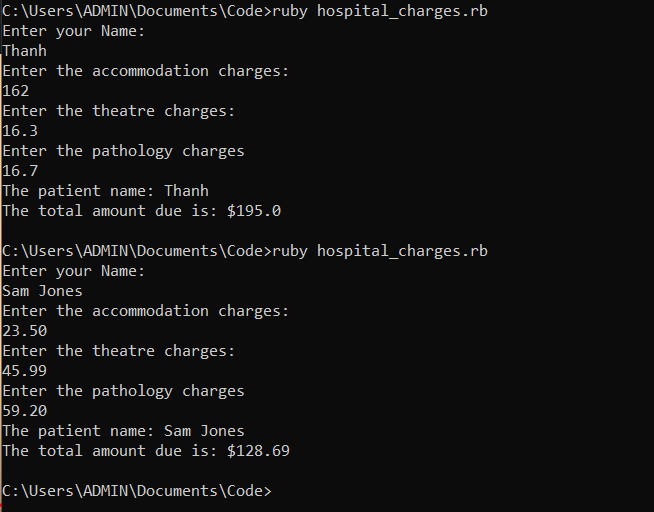 C:\Users\ADMIN\Documents\Code>ruby hospital_charges.rb
Enter your Name:
Thanh
Enter the accommodation charges:
162
Enter the theatre charges:
16.3
Enter the pathology charges
16.7
The patient name: Thanh
The total amount due is: $195.0
C:\Users\ADMIN\Documents\Code>ruby hospital_charges.rb
Enter your Name:
Sam Jones
Enter the accommodation charges:
23.50
Enter the theatre charges:
45.99
Enter the pathology charges
59.20
The patient name: Sam Jones
The total amount due is: $128.69
C:\Users\ADMIN\Documents\Code>